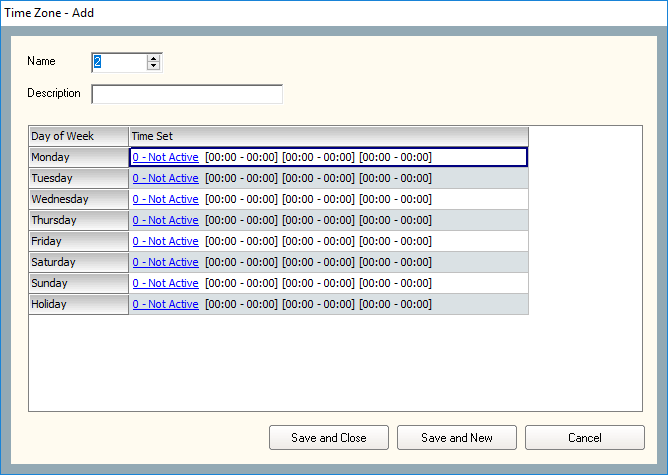 Time Zone - Add
Name 2
Description
Day of Week Time Set
Monday 0 - Not Active [00:00 - 00:00] [00:00 - 00:00] [00:00 - 00:00]
Tuesday 0 - Not Active [00:00 - 00:00] [00:00 - 00:00] [00:00 - 00:00]
Wednesday 0 - Not Active [00:00 - 00:00] [00:00 - 00:00] [00:00 - 00:00]
Thursday 0 - Not Active [00:00 - 00:00] [00:00 - 00:00] [00:00 - 00:00]
Friday 0 - Not Active [00:00 - 00:00] [00:00 - 00:00] [00:00 - 00:00]
Saturday 0 - Not Active [00:00 - 00:00] [00:00 - 00:00] [00:00 - 00:00]
Sunday 0 - Not Active [00:00 - 00:00] [00:00 - 00:00] [00:00 - 00:00]
Holiday 0 - Not Active [00:00 - 00:00] [00:00 - 00:00] [00:00 - 00:00]
Save and Close Save and New Cancel